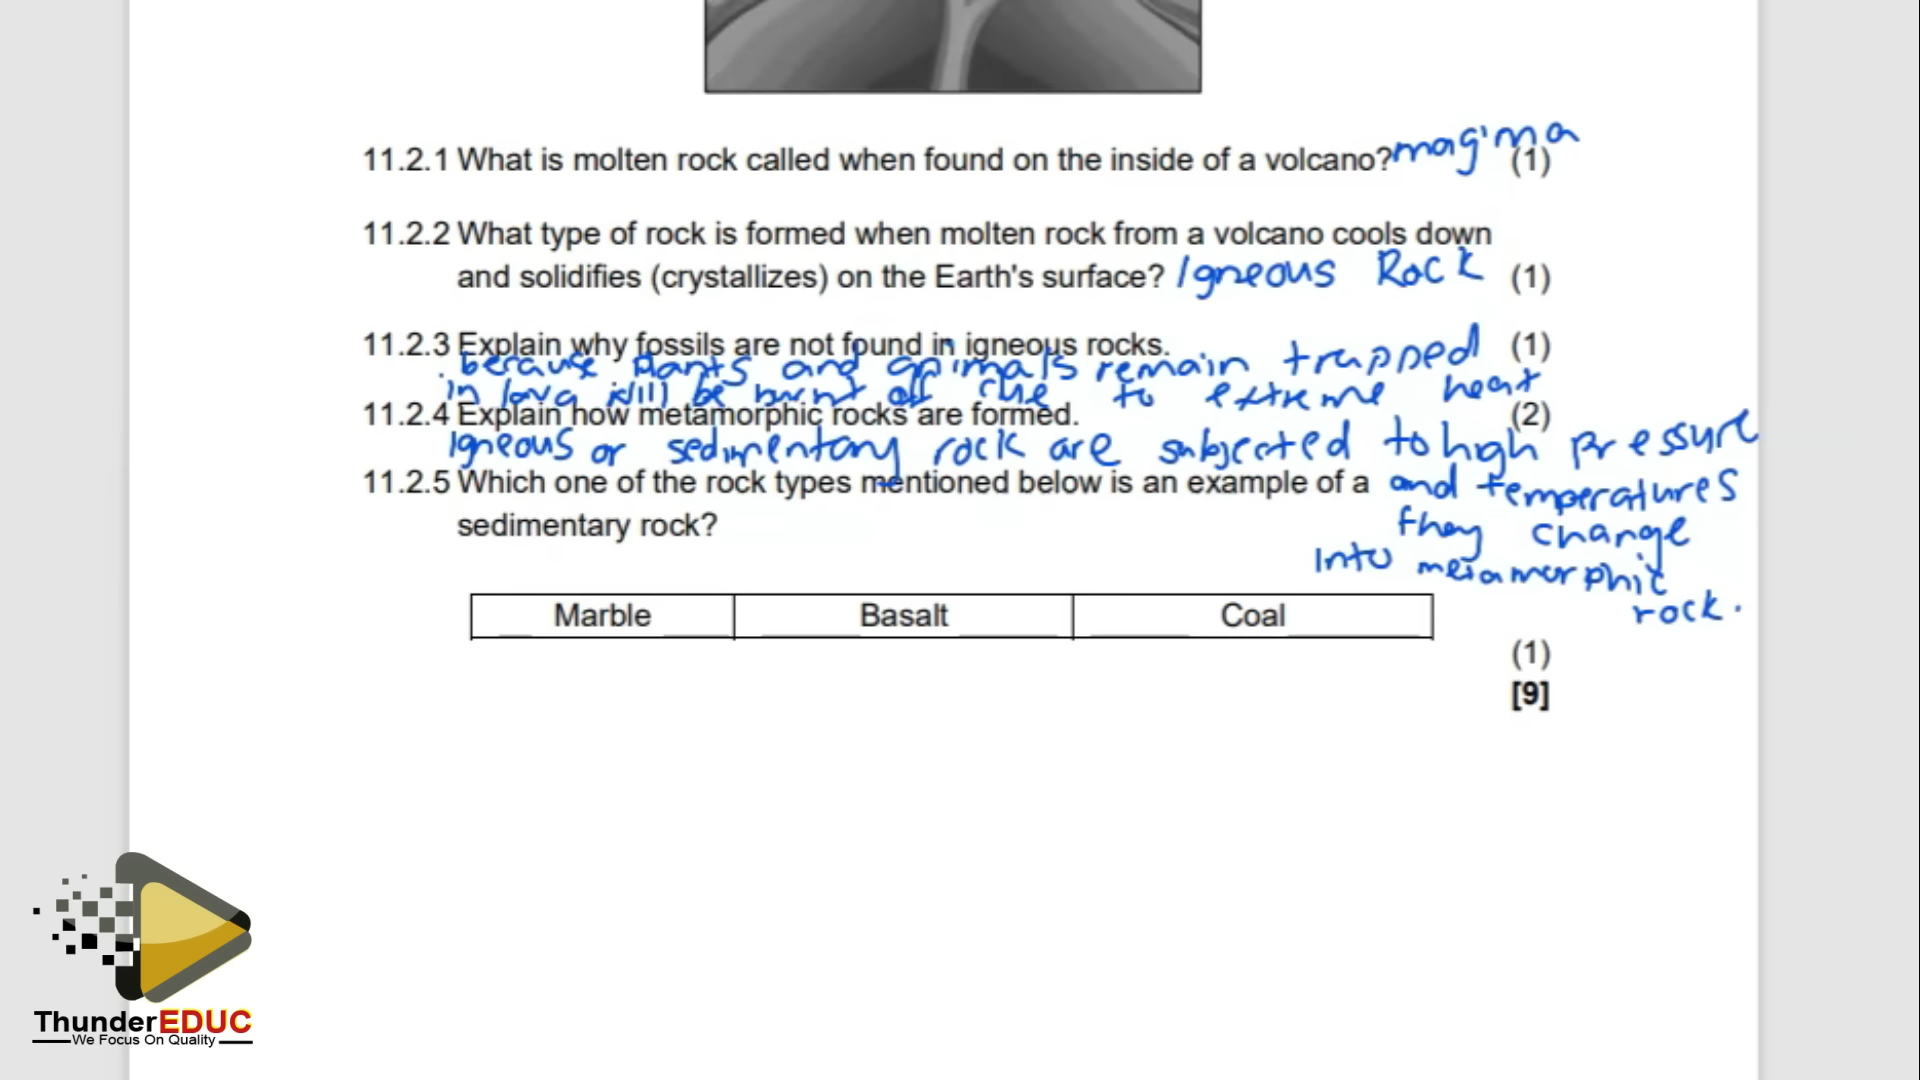 11.2.1 What is molten rock called when found on the inside of a volcano? magma (1)
11.2.2 What type of rock is formed when molten rock from a volcano cools down
and solidifies (crystallizes) on the Earth's surface? Igneous Rock (1)
11.2.3 Explain why fossils are not found in igneous rocks. (1)
because plants and animals remain trapped
in lava will be burnt off due to extreme heat
11.2.4 Explain how metamorphic rocks are formed. (2)
Igneous or sedimentary rock are subjected to high pressure
and temperatures
they change
into metamorphic
rock.
11.2.5 Which one of the rock types mentioned below is an example of a
sedimentary rock?
Marble Basalt Coal
(1)
[9]
ThunderEDUC
We Focus On Quality